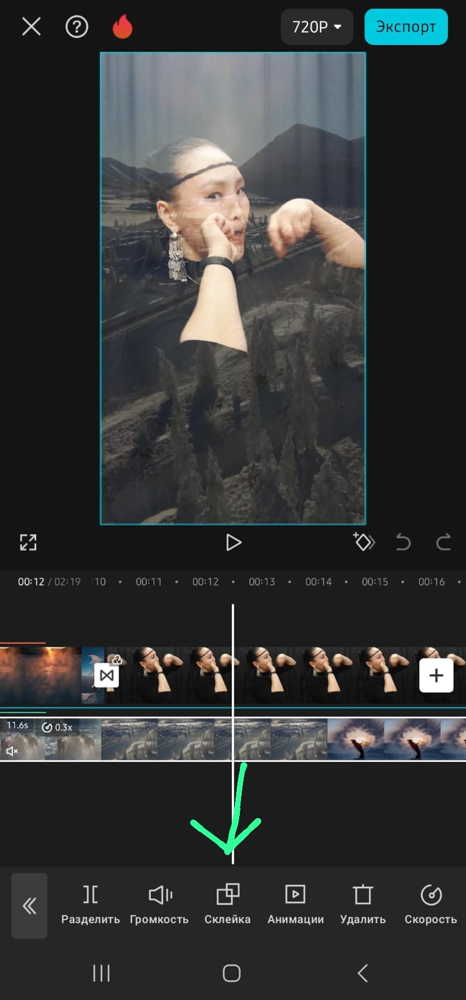 720P
Экспорт
00:12 / 02:19 :10 00:11 00:12 00:13 00:14 00:15 00:16
11.6s 0.3x
Разделить Громкость Склейка Анимации Удалить Скорость